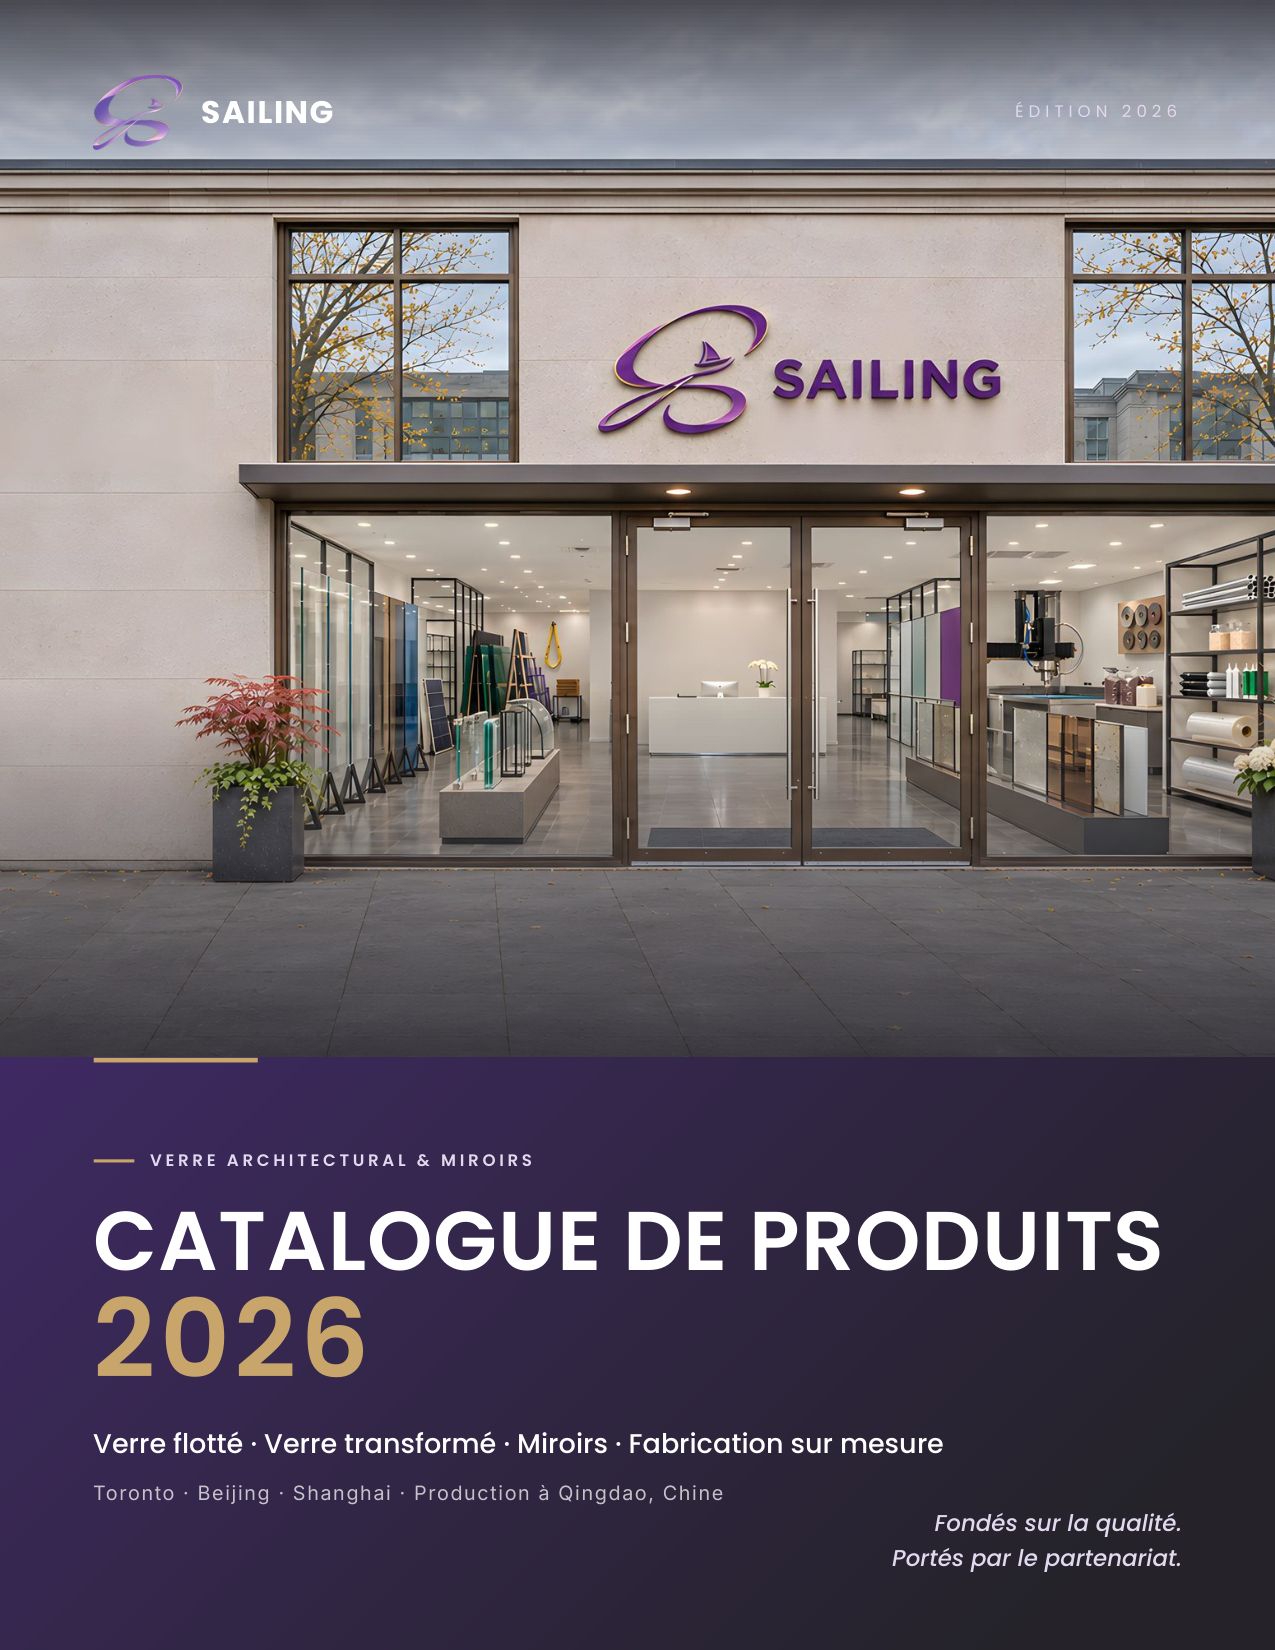 SAILING
ÉDITION 2026
SAILING
VERRE ARCHITECTURAL & MIROIRS
CATALOGUE DE PRODUITS
2026
Verre flotté · Verre transformé · Miroirs · Fabrication sur mesure
Toronto · Beijing · Shanghai · Production à Qingdao, Chine
Fondés sur la qualité.
Portés par le partenariat.